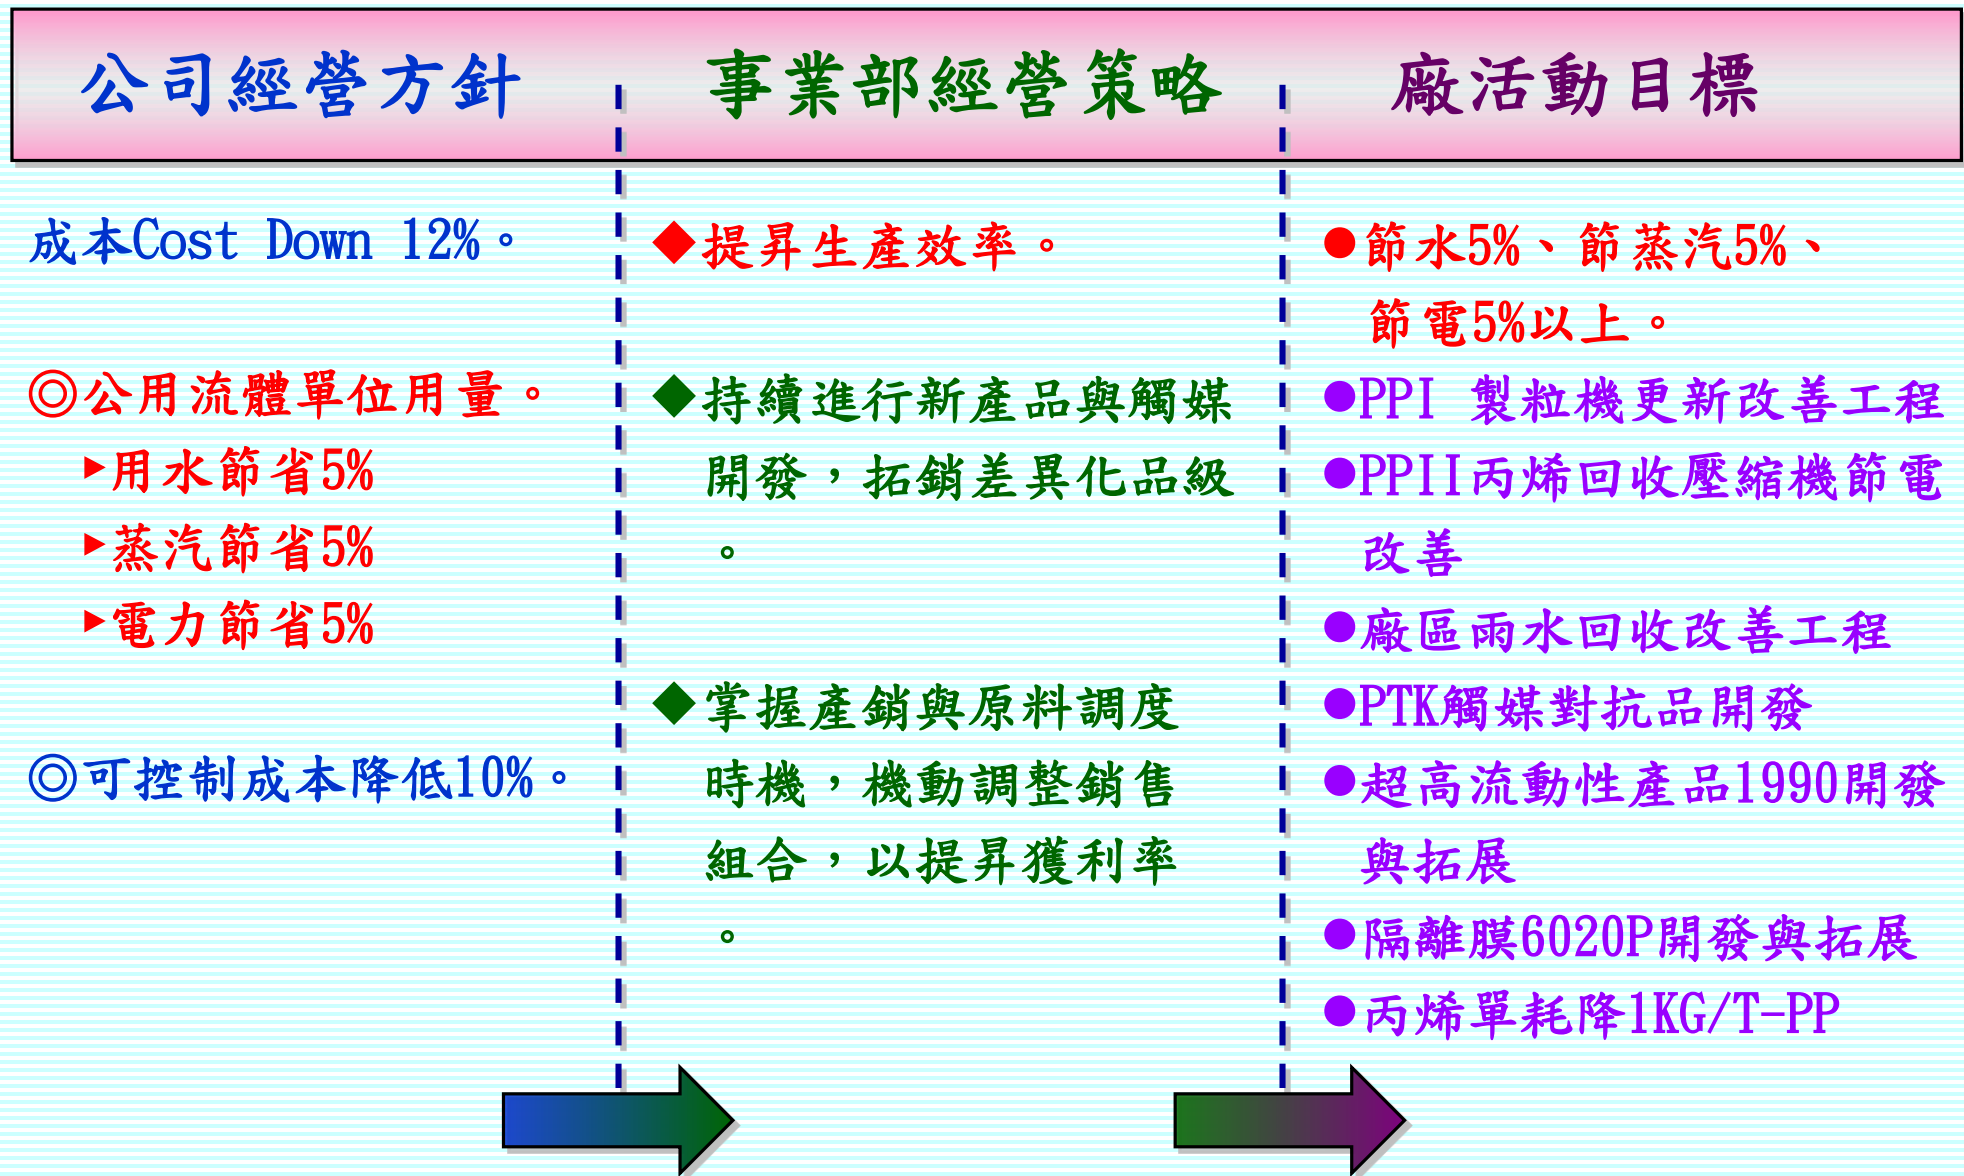 公司經營方針
事業部經營策略
廠活動目標
成本Cost Down 12%。
◎公用流體單位用量。
▸用水節省5%
▸蒸汽節省5%
▸電力節省5%
◎可控制成本降低10%。
◆提昇生產效率。
◆持續進行新產品與觸媒
開發，拓銷差異化品級
。
◆掌握產銷與原料調度
時機，機動調整銷售
組合，以提昇獲利率
。
●節水5%、節蒸汽5%、
節電5%以上。
●PPI 製粒機更新改善工程
●PPII丙烯回收壓縮機節電
改善
●廠區雨水回收改善工程
●PTK觸媒對抗品開發
●超高流動性產品1990開發
與拓展
●隔離膜6020P開發與拓展
●丙烯單耗降1KG/T-PP